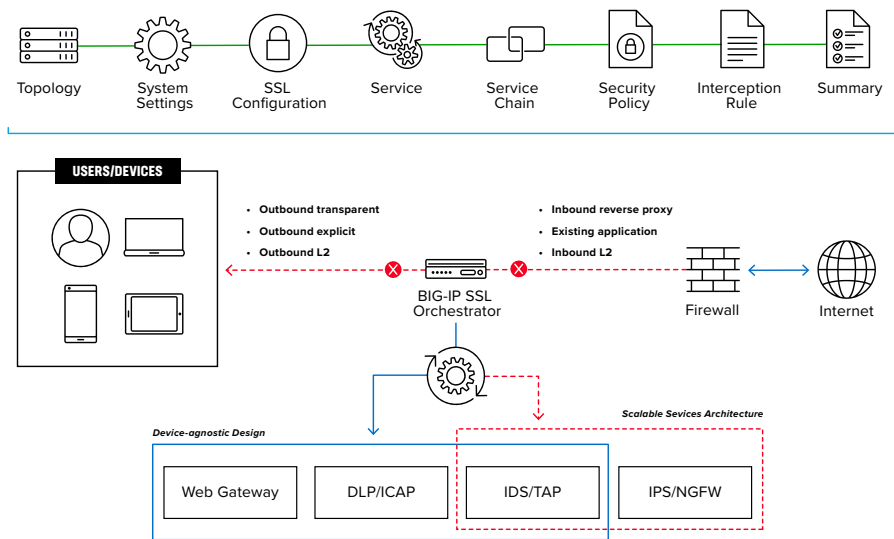 Topology
System
Settings
SSL
Configuration
Service
Service
Chain
Security
Policy
Interception
Rule
Summary
USERS/DEVICES
• Outbound transparent
• Outbound explicit
• Outbound L2
• Inbound reverse proxy
• Existing application
• Inbound L2
BIG-IP SSL
Orchestrator
Firewall
Internet
Device-agnostic Design
Scalable Sevices Architecture
Web Gateway
DLP/ICAP
IDS/TAP
IPS/NGFW